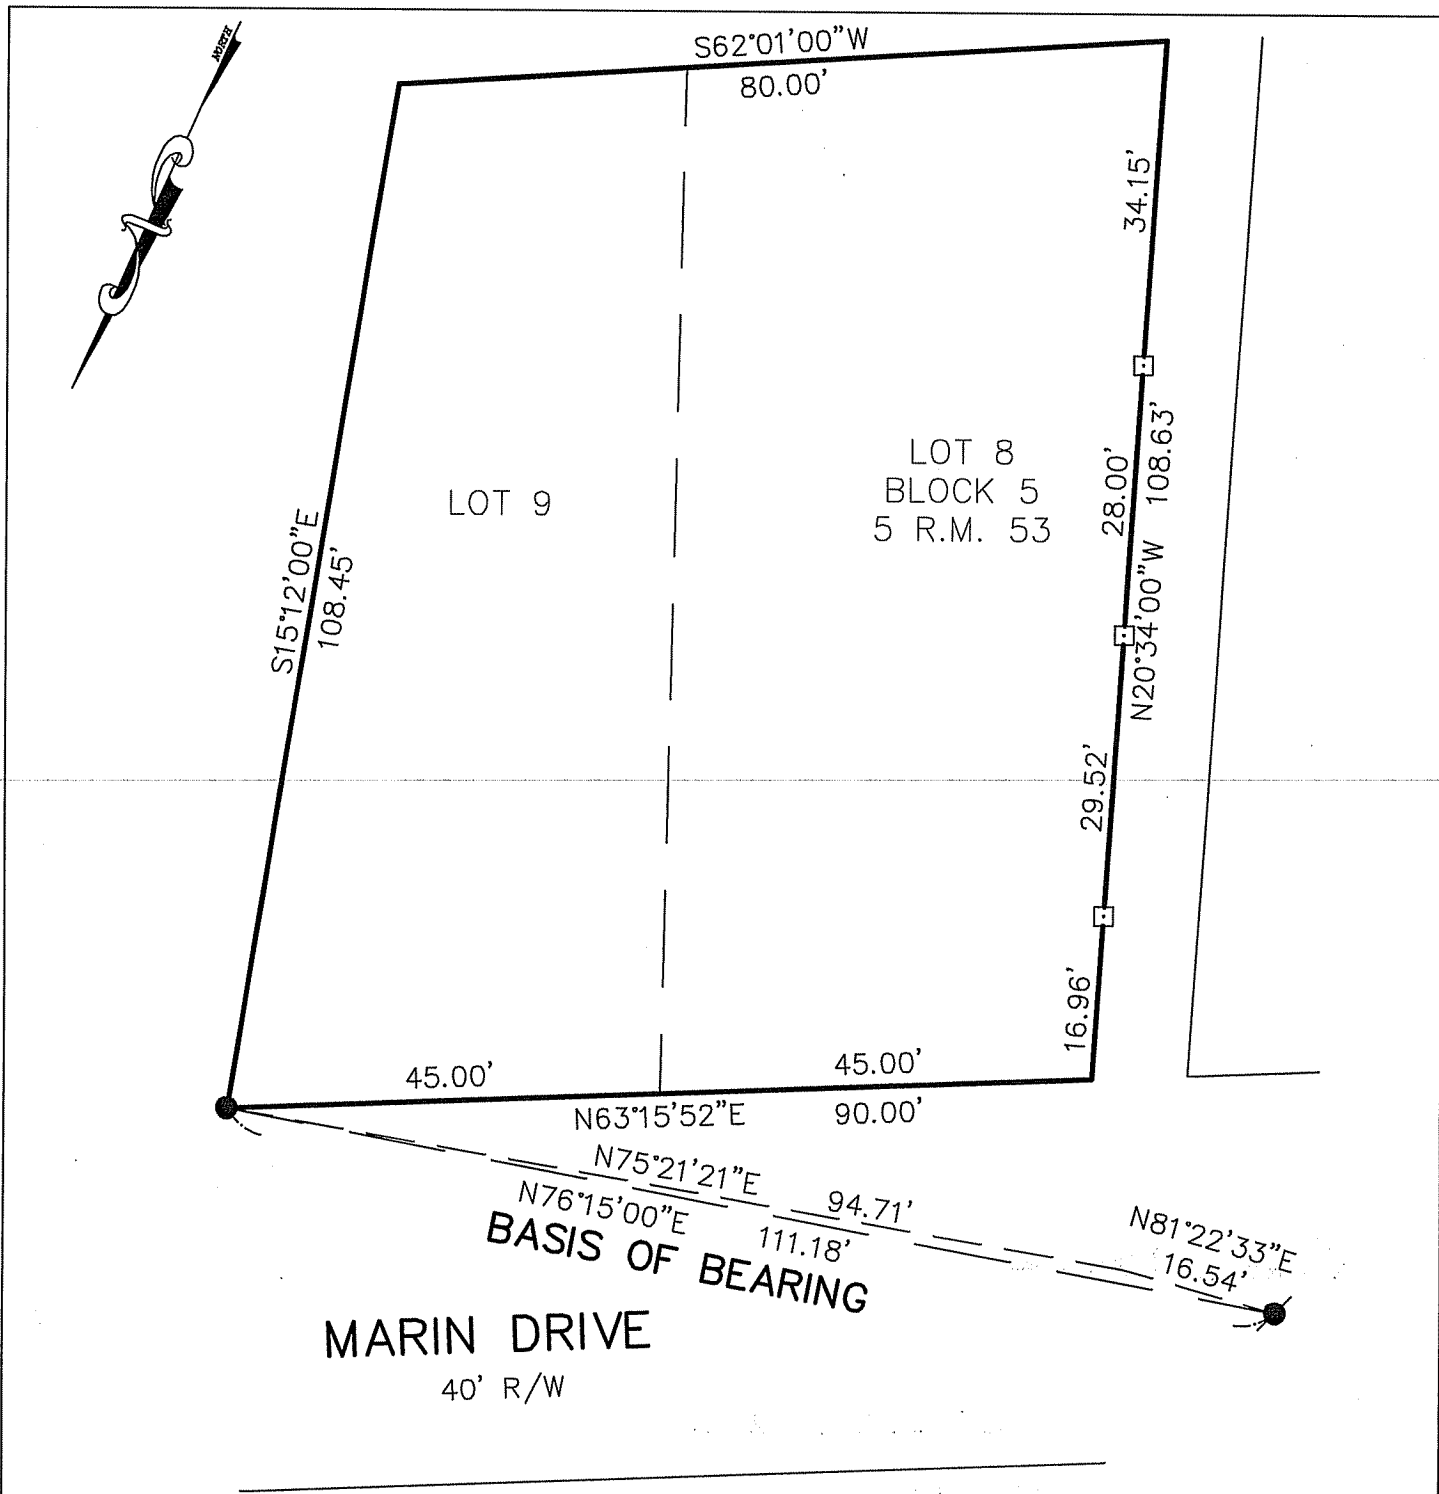 NORTH
S62°01'00"W
80.00'
34.15'
28.00'
108.63'
N20°34'00"W
29.52'
16.96'
LOT 8
BLOCK 5
5 R.M. 53
LOT 9
S15°12'00"E
108.45'
45.00'
45.00'
N63°15'52"E
90.00'
N75°21'21"E
94.71'
N76°15'00"E
111.18'
BASIS OF BEARING
N81°22'33"E
16.54'
MARIN DRIVE
40' R/W